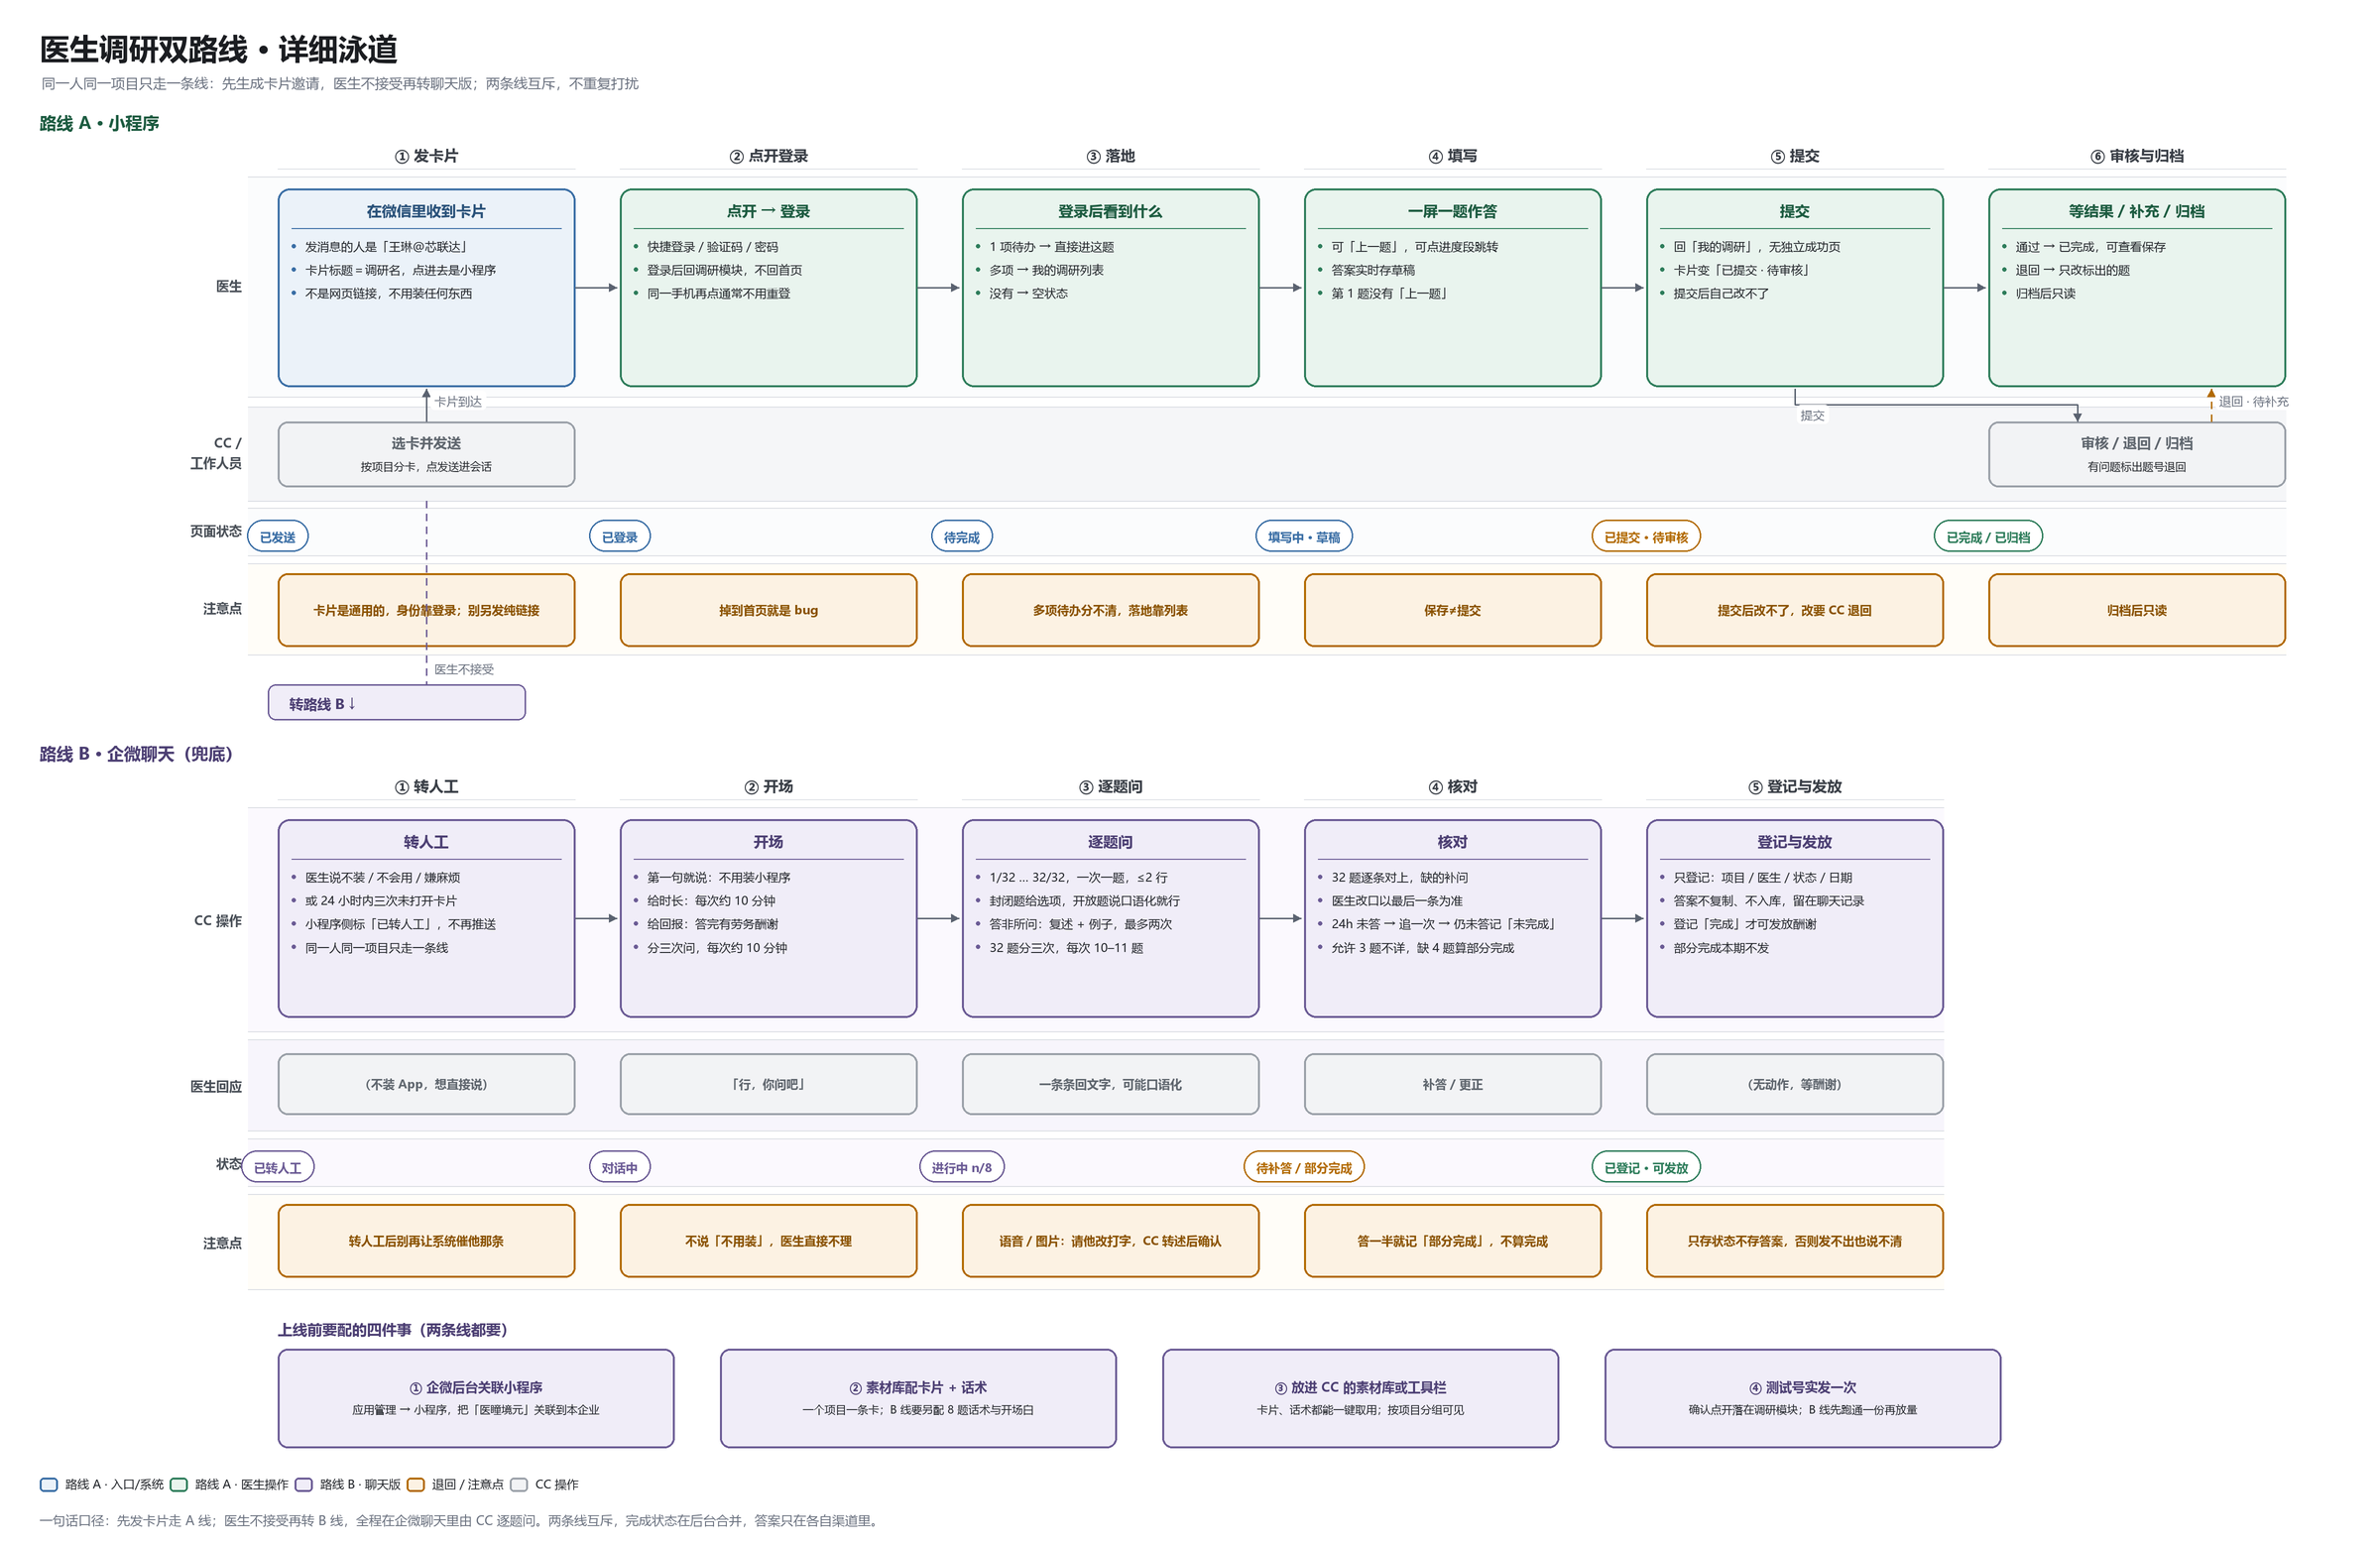 医生调研双路线 • 详细泳道
同一人同一项目只走一条线：先生成卡片邀请，医生不接受再转聊天版；两条线互斥，不重复打扰
路线 A • 小程序
① 发卡片
② 点开登录
③ 落地
④ 填写
⑤ 提交
⑥ 审核与归档
医生
在微信里收到卡片
• 发消息的人是「王琳@芯联达」
• 卡片标题＝调研名，点进去是小程序
• 不是网页链接，不用装任何东西
点开 → 登录
• 快捷登录 / 验证码 / 密码
• 登录后回调研模块，不回首页
• 同一手机再点通常不用重登
登录后看到什么
• 1 项待办 → 直接进这题
• 多项 → 我的调研列表
• 没有 → 空状态
一屏一题作答
• 可「上一题」，可点进度段跳转
• 答案实时存草稿
• 第 1 题没有「上一题」
提交
• 回「我的调研」，无独立成功页
• 卡片变「已提交 · 待审核」
• 提交后自己改不了
等结果 / 补充 / 归档
• 通过 → 已完成，可查看保存
• 退回 → 只改标出的题
• 归档后只读
卡片到达
提交
退回 · 待补充
CC /
工作人员
选卡并发送
按项目分卡，点发送进会话
审核 / 退回 / 归档
有问题标出题号退回
页面状态
已发送
已登录
待完成
填写中 • 草稿
已提交 • 待审核
已完成 / 已归档
注意点
卡片是通用的，身份靠登录；别另发纯链接
掉到首页就是 bug
多项待办分不清，落地靠列表
保存≠提交
提交后改不了，改要 CC 退回
归档后只读
医生不接受
转路线 B ↓
路线 B • 企微聊天（兜底）
① 转人工
② 开场
③ 逐题问
④ 核对
⑤ 登记与发放
CC 操作
转人工
• 医生说不装 / 不会用 / 嫌麻烦
• 或 24 小时内三次未打开卡片
• 小程序侧标「已转人工」，不再推送
• 同一人同一项目只走一条线
开场
• 第一句就说：不用装小程序
• 给时长：每次约 10 分钟
• 给回报：答完有劳务酬谢
• 分三次问，每次约 10 分钟
逐题问
• 1/32 … 32/32，一次一题，≤2 行
• 封闭题给选项，开放题说口语化就行
• 答非所问：复述 + 例子，最多两次
• 32 题分三次，每次 10–11 题
核对
• 32 题逐条对上，缺的补问
• 医生改口以最后一条为准
• 24h 未答 → 追一次 → 仍未答记「未完成」
• 允许 3 题不详，缺 4 题算部分完成
登记与发放
• 只登记：项目 / 医生 / 状态 / 日期
• 答案不复制、不入库，留在聊天记录
• 登记「完成」才可发放酬谢
• 部分完成本期不发
医生回应
（不装 App，想直接说）
「行，你问吧」
一条条回文字，可能口语化
补答 / 更正
（无动作，等酬谢）
状态
已转人工
对话中
进行中 n/8
待补答 / 部分完成
已登记 • 可发放
注意点
转人工后别再让系统催他那条
不说「不用装」，医生直接不理
语音 / 图片：请他改打字，CC 转述后确认
答一半就记「部分完成」，不算完成
只存状态不存答案，否则发不出也说不清
上线前要配的四件事（两条线都要）
① 企微后台关联小程序
应用管理 → 小程序，把「医瞳境元」关联到本企业
② 素材库配卡片 + 话术
一个项目一条卡；B 线要另配 8 题话术与开场白
③ 放进 CC 的素材库或工具栏
卡片、话术都能一键取用；按项目分组可见
④ 测试号实发一次
确认点开落在调研模块；B 线先跑通一份再放量
路线 A · 入口/系统
路线 A · 医生操作
路线 B · 聊天版
退回 / 注意点
CC 操作
一句话口径：先发卡片走 A 线；医生不接受再转 B 线，全程在企微聊天里由 CC 逐题问。两条线互斥，完成状态在后台合并，答案只在各自渠道里。